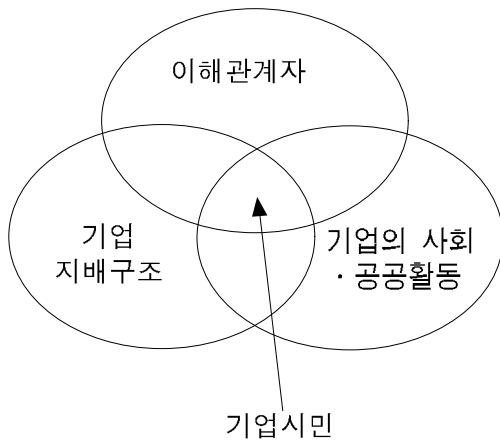 이해관계자
기업
지배구조
기업의 사회
· 공공활동
기업시민